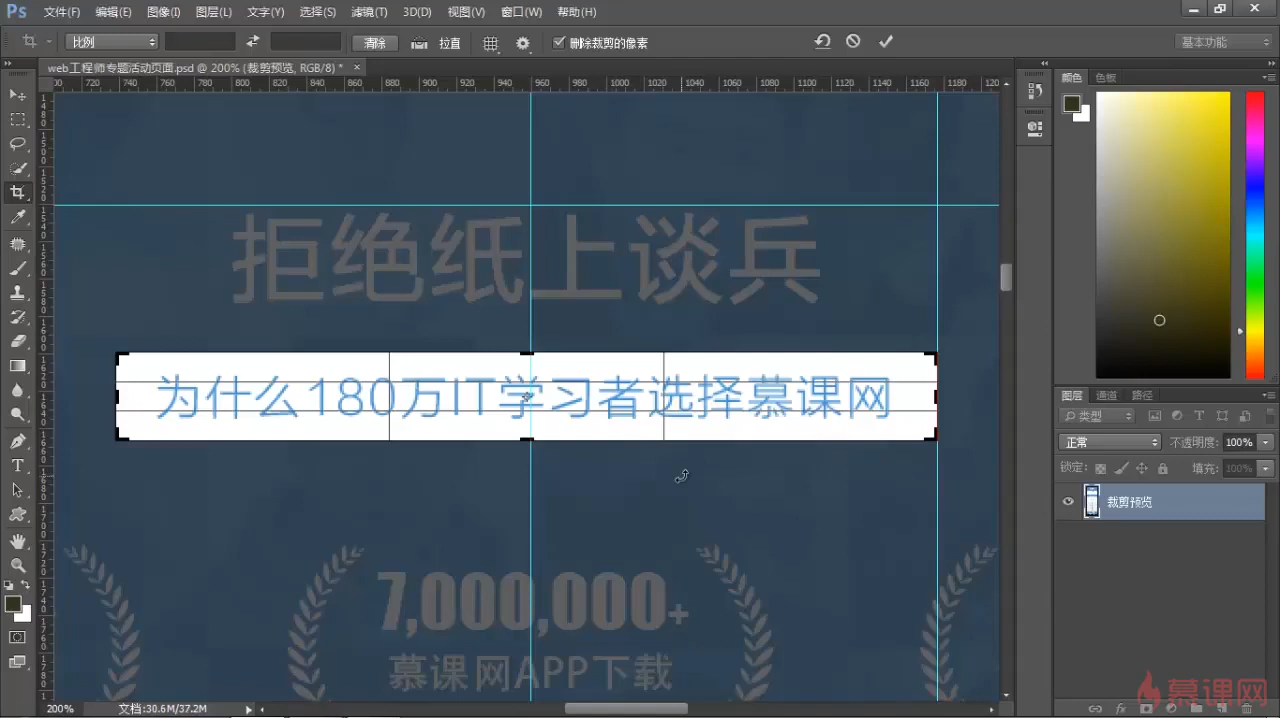 Ps 文件(F) 编辑(E) 图像(I) 图层(L) 文字(Y) 选择(S) 滤镜(T) 3D(D) 视图(V) 窗口(W) 帮助(H)
比例 清除 拉直 删除裁剪的像素 基本功能
web工程师专题活动页面.psd @ 200% (裁剪预览, RGB/8) * ×
720 740 760 780 800 820 840 860 880 900 920 940 960 980 1000 1020 1040 1060 1080 1100 1120 1140 1160 1180
颜色 色板
拒绝纸上谈兵
为什么180万IT学习者选择慕课网
图层 通道 路径
类型
正常 不透明度: 100%
锁定: 填充: 100%
裁剪预览
7,000,000+
慕课网APP下载
慕课网
200% 文档:30.6M/37.2M